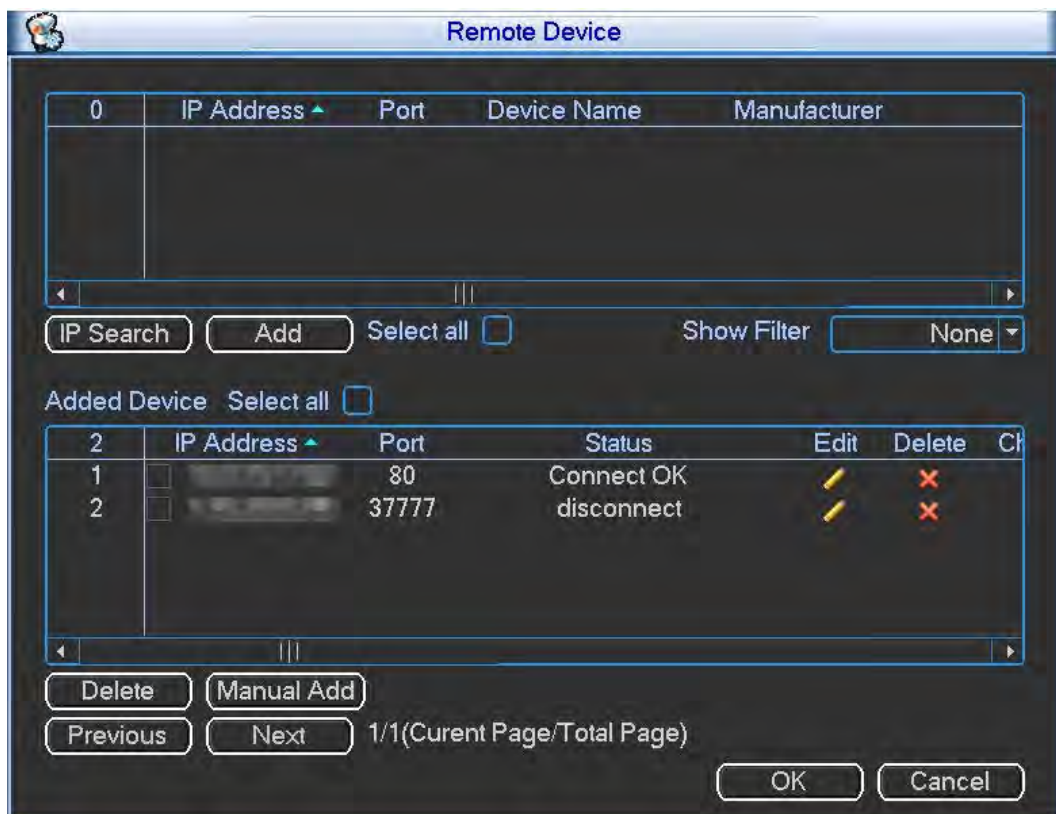 Remote Device
0 IP Address Port Device Name Manufacturer
IP Search Add Select all Show Filter None
Added Device Select all
2 IP Address Port Status Edit Delete Ch
1 80 Connect OK
2 37777 disconnect
Delete Manual Add
Previous Next 1/1(Curent Page/Total Page)
OK Cancel